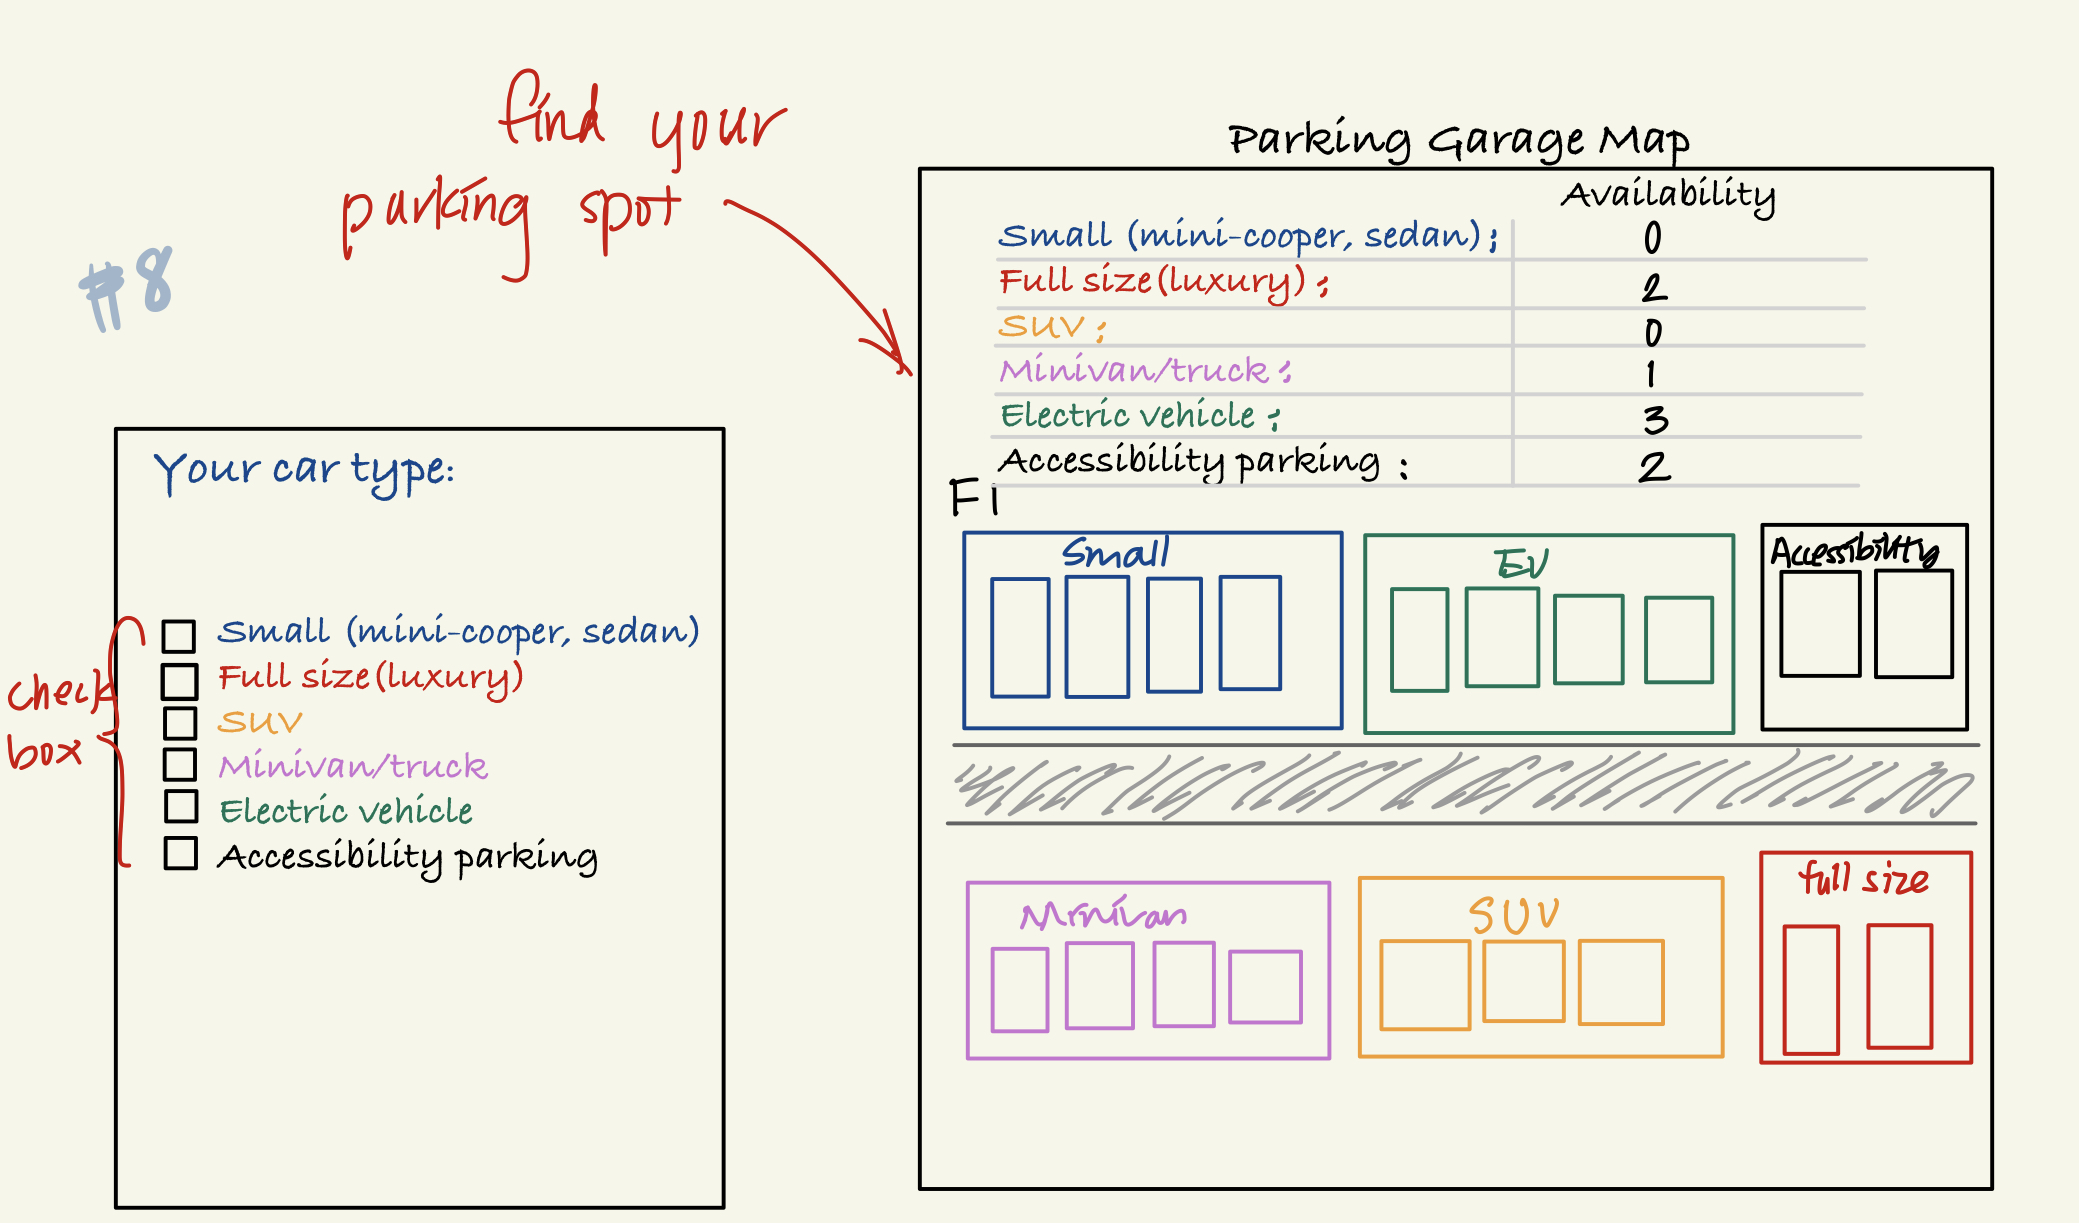 find your
parking spot
#8
Your car type:
check
box
Small (mini-cooper, sedan)
Full size(luxury)
SUV
Minivan/truck
Electric vehicle
Accessibility parking
Parking Garage Map
Availability
Small (mini-cooper, sedan): 0
Full size(luxury): 2
SUV: 0
Minivan/truck: 1
Electric vehicle: 3
Accessibility parking: 2
F1
Small
EV
Accessibility
Minivan
SUV
full size